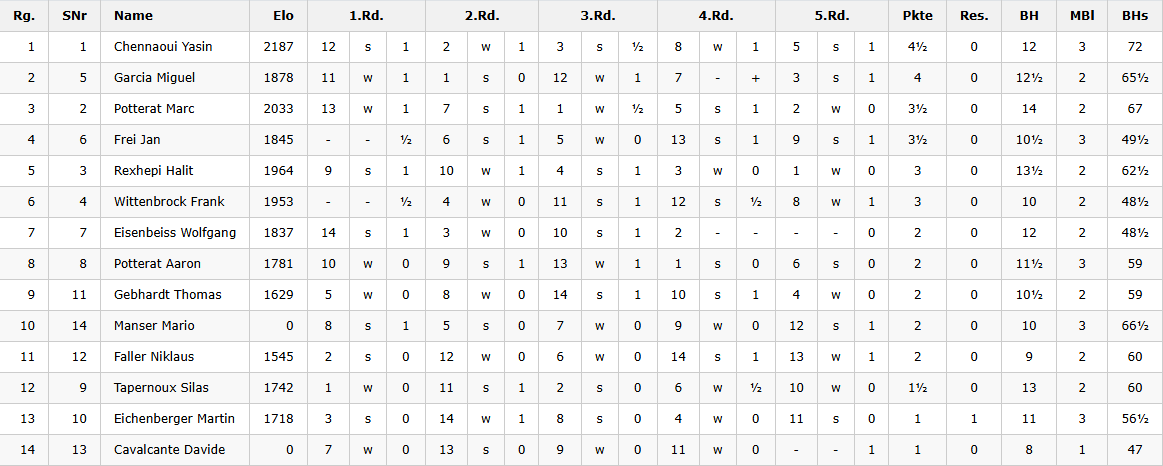 Rg. SNr Name Elo 1.Rd. 2.Rd. 3.Rd. 4.Rd. 5.Rd. Pkte Res. BH MBl BHs
1 1 Chennaoui Yasin 2187 12 s 1 2 w 1 3 s ½ 8 w 1 5 s 1 4½ 0 12 3 72
2 5 Garcia Miguel 1878 11 w 1 1 s 0 12 w 1 7 - + 3 s 1 4 0 12½ 2 65½
3 2 Potterat Marc 2033 13 w 1 7 s 1 1 w ½ 5 s 1 2 w 0 3½ 0 14 2 67
4 6 Frei Jan 1845 - - ½ 6 s 1 5 w 0 13 s 1 9 s 1 3½ 0 10½ 3 49½
5 3 Rexhepi Halit 1964 9 s 1 10 w 1 4 s 1 3 w 0 1 w 0 3 0 13½ 2 62½
6 4 Wittenbrock Frank 1953 - - ½ 4 w 0 11 s 1 12 s ½ 8 w 1 3 0 10 2 48½
7 7 Eisenbeiss Wolfgang 1837 14 s 1 3 w 0 10 s 1 2 - - - - 0 2 0 12 2 48½
8 8 Potterat Aaron 1781 10 w 0 9 s 1 13 w 1 1 s 0 6 s 0 2 0 11½ 3 59
9 11 Gebhardt Thomas 1629 5 w 0 8 w 0 14 s 1 10 s 1 4 w 0 2 0 10½ 2 59
10 14 Manser Mario 0 8 s 1 5 s 0 7 w 0 9 w 0 12 s 1 2 0 10 3 66½
11 12 Faller Niklaus 1545 2 s 0 12 w 0 6 w 0 14 s 1 13 w 1 2 0 9 2 60
12 9 Tapernoux Silas 1742 1 w 0 11 s 1 2 s 0 6 w ½ 10 w 0 1½ 0 13 2 60
13 10 Eichenberger Martin 1718 3 s 0 14 w 1 8 s 0 4 w 0 11 s 0 1 1 11 3 56½
14 13 Cavalcante Davide 0 7 w 0 13 s 0 9 w 0 11 w 0 - - 1 1 0 8 1 47